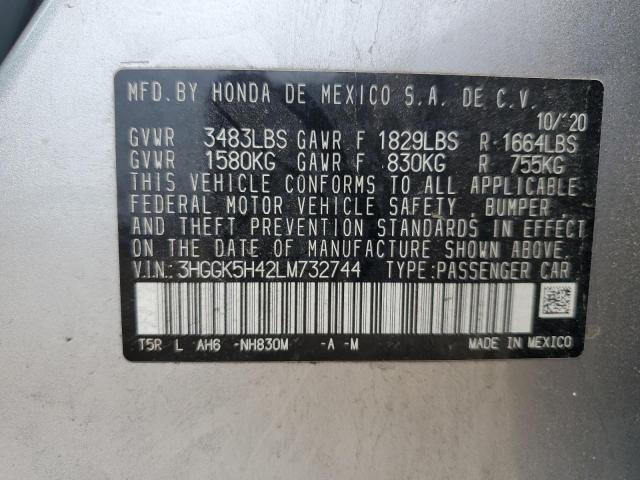 MFD. BY HONDA DE MEXICO S.A. DE C.V.
10/'20
GVWR 3483LBS GAWR F 1829LBS R 1664LBS
GVWR 1580KG GAWR F 830KG R 755KG
THIS VEHICLE CONFORMS TO ALL APPLICABLE
FEDERAL MOTOR VEHICLE SAFETY, BUMPER,
AND THEFT PREVENTION STANDARDS IN EFFECT
ON THE DATE OF MANUFACTURE SHOWN ABOVE.
V.I.N.: 3HGGK5H42LM732744 TYPE:PASSENGER CAR
T5R L AH6 -NH830M -A -M MADE IN MEXICO